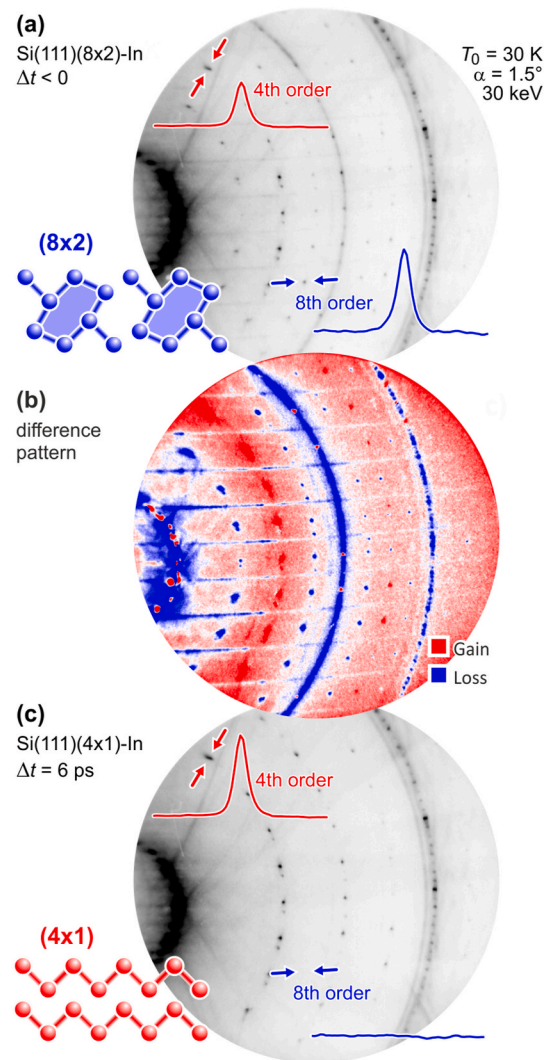 (a)
Si(111)(8x2)-In
Δt < 0
T₀ = 30 K
α = 1.5°
30 keV
4th order
(8x2)
8th order
(b)
difference
pattern
c)
Gain
Loss
(c)
Si(111)(4x1)-In
Δt = 6 ps
4th order
(4x1)
8th order